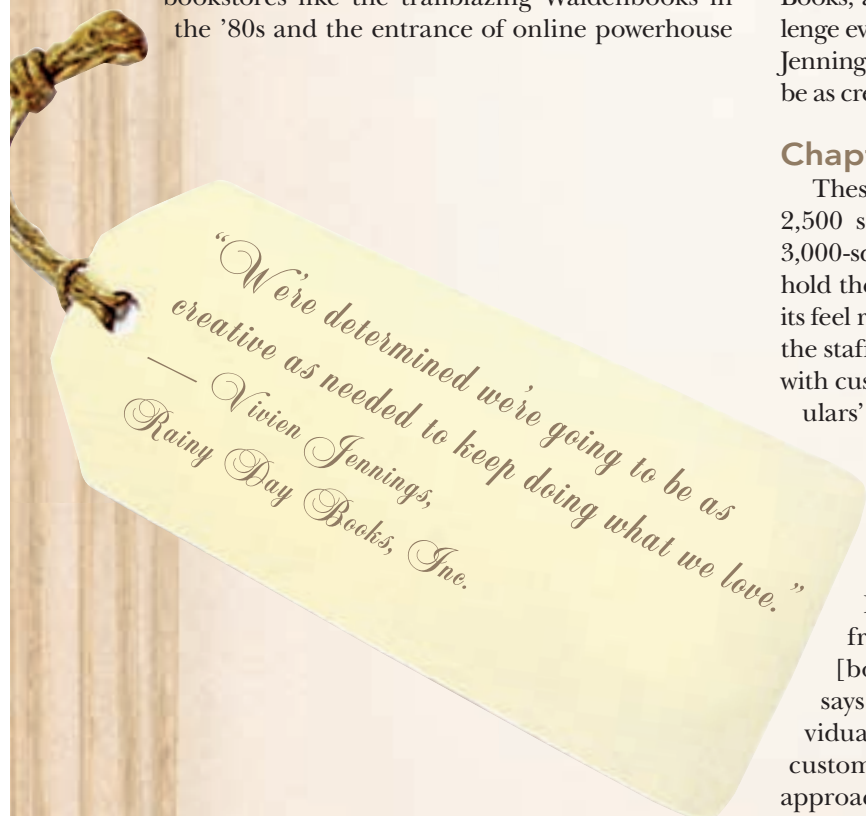 bookstores like the trailblazing Waldenbooks in
the ’80s and the entrance of online powerhouse
“We’re determined we’re going to be as
creative as needed to keep doing what we love.”
— Vivien Jennings,
Rainy Day Books, Inc.
Books, a
lenge ev
Jenning
be as cre
Chapt
Thes
2,500 s
3,000-sq
hold the
its feel r
the staff
with cus
ulars’
fr
[bo
says
vidua
custom
approac